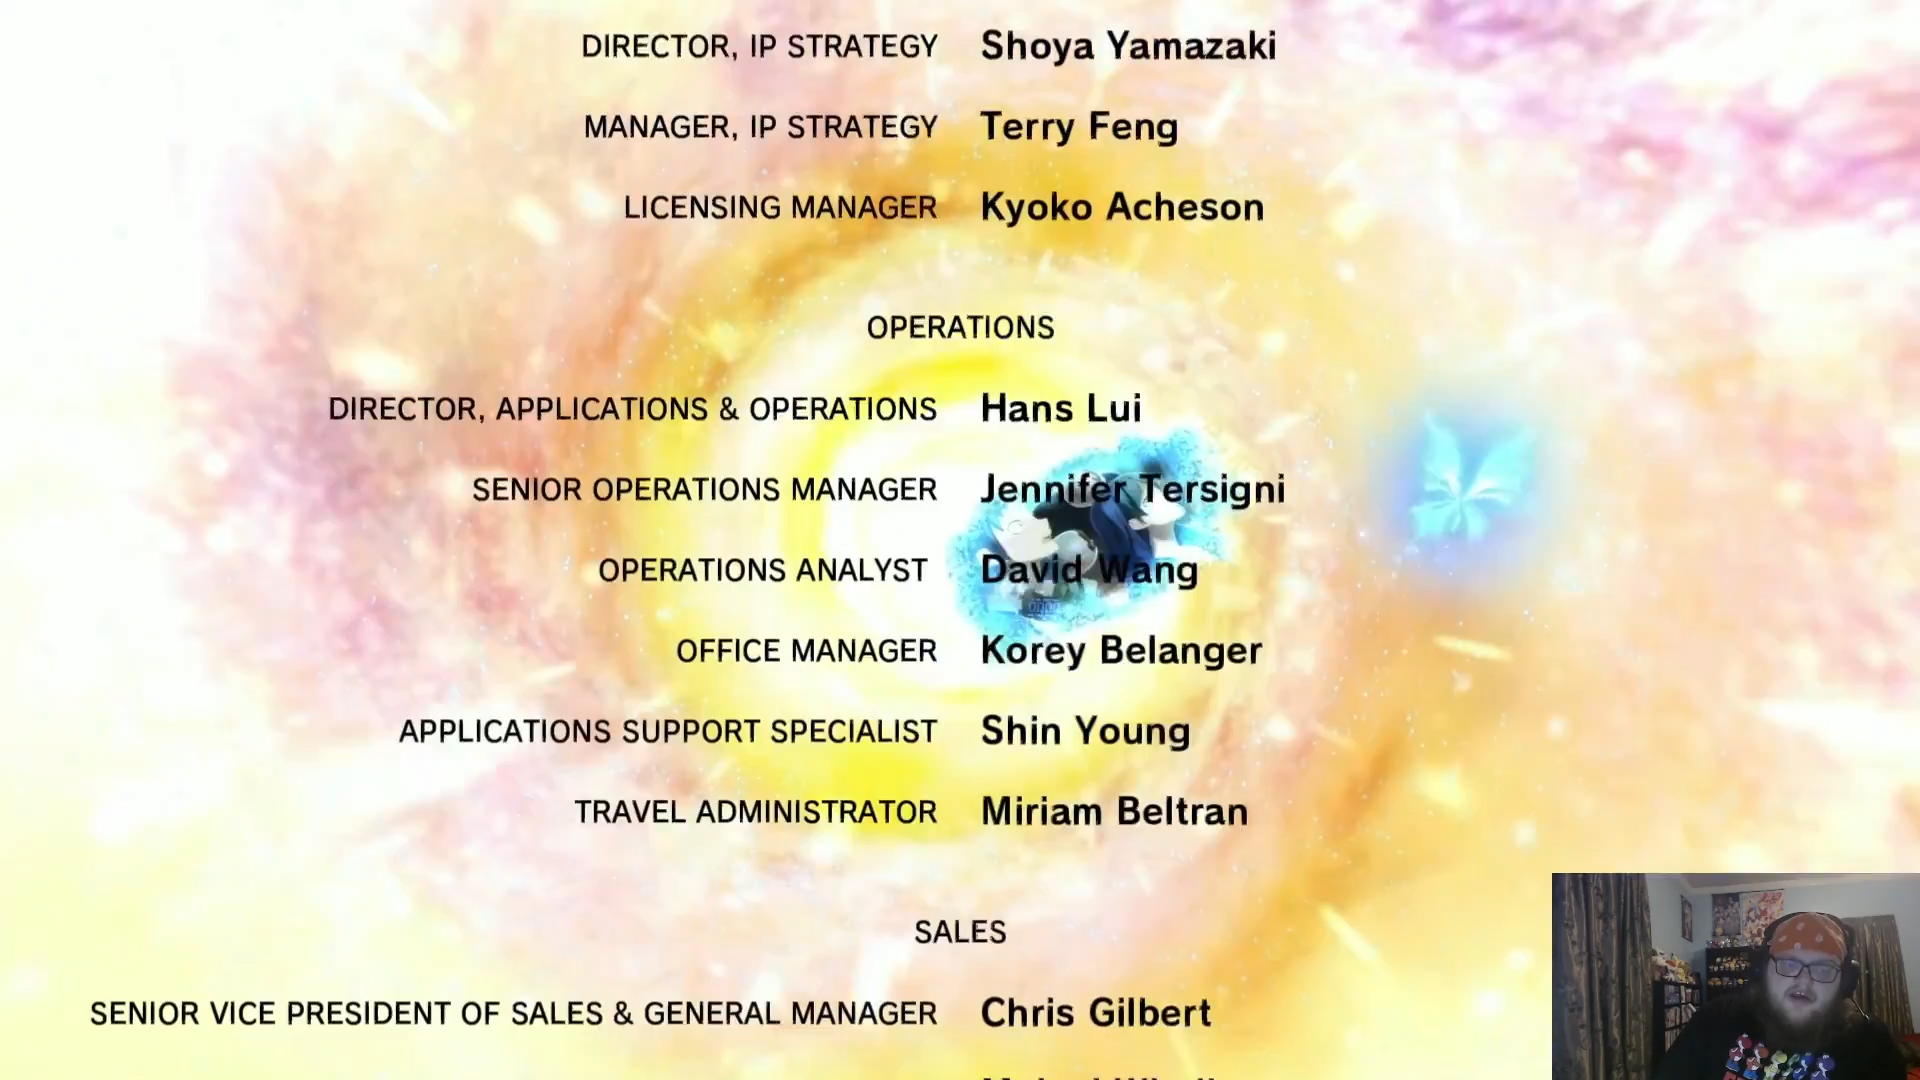 DIRECTOR, IP STRATEGY Shoya Yamazaki
MANAGER, IP STRATEGY Terry Feng
LICENSING MANAGER Kyoko Acheson
OPERATIONS
DIRECTOR, APPLICATIONS & OPERATIONS Hans Lui
SENIOR OPERATIONS MANAGER Jennifer Tersigni
OPERATIONS ANALYST David Wang
OFFICE MANAGER Korey Belanger
APPLICATIONS SUPPORT SPECIALIST Shin Young
TRAVEL ADMINISTRATOR Miriam Beltran
SALES
SENIOR VICE PRESIDENT OF SALES & GENERAL MANAGER Chris Gilbert